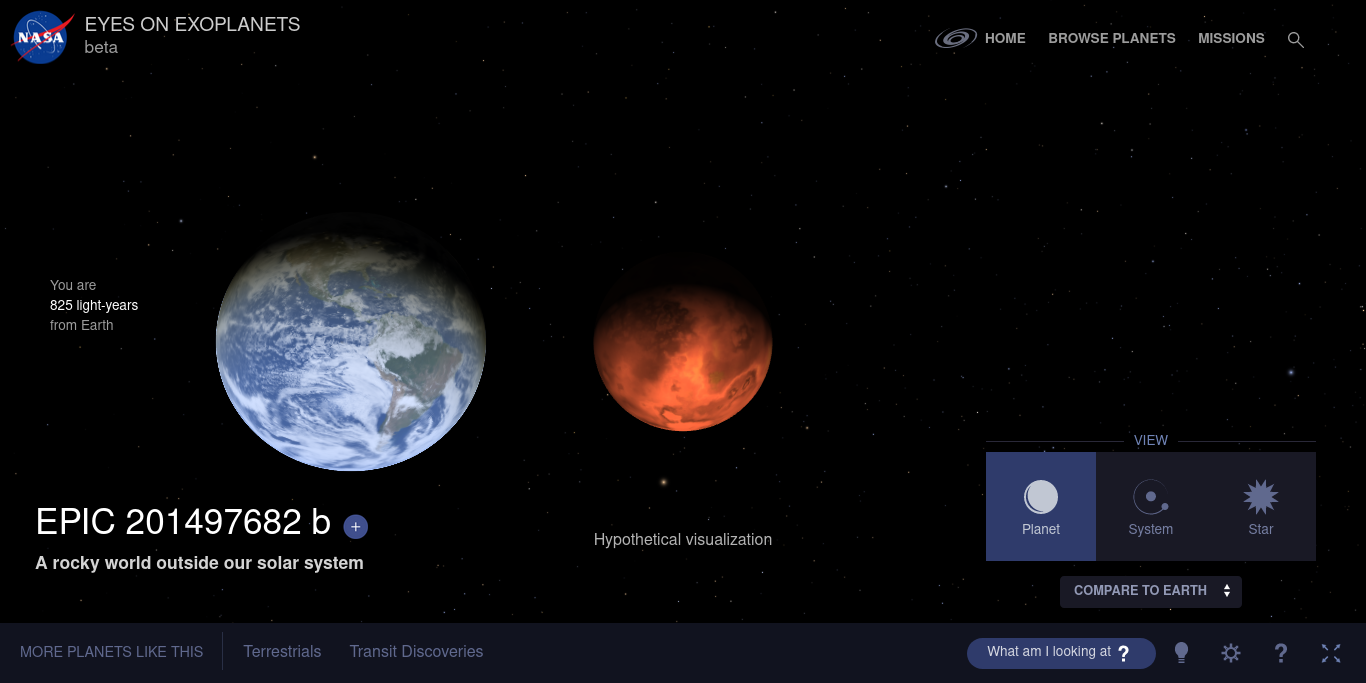 NASA
EYES ON EXOPLANETS
beta
HOME
BROWSE PLANETS
MISSIONS
You are
825 light-years
from Earth
VIEW
Planet
System
Star
EPIC 201497682 b
+
A rocky world outside our solar system
Hypothetical visualization
COMPARE TO EARTH
MORE PLANETS LIKE THIS
Terrestrials
Transit Discoveries
What am I looking at ?
?